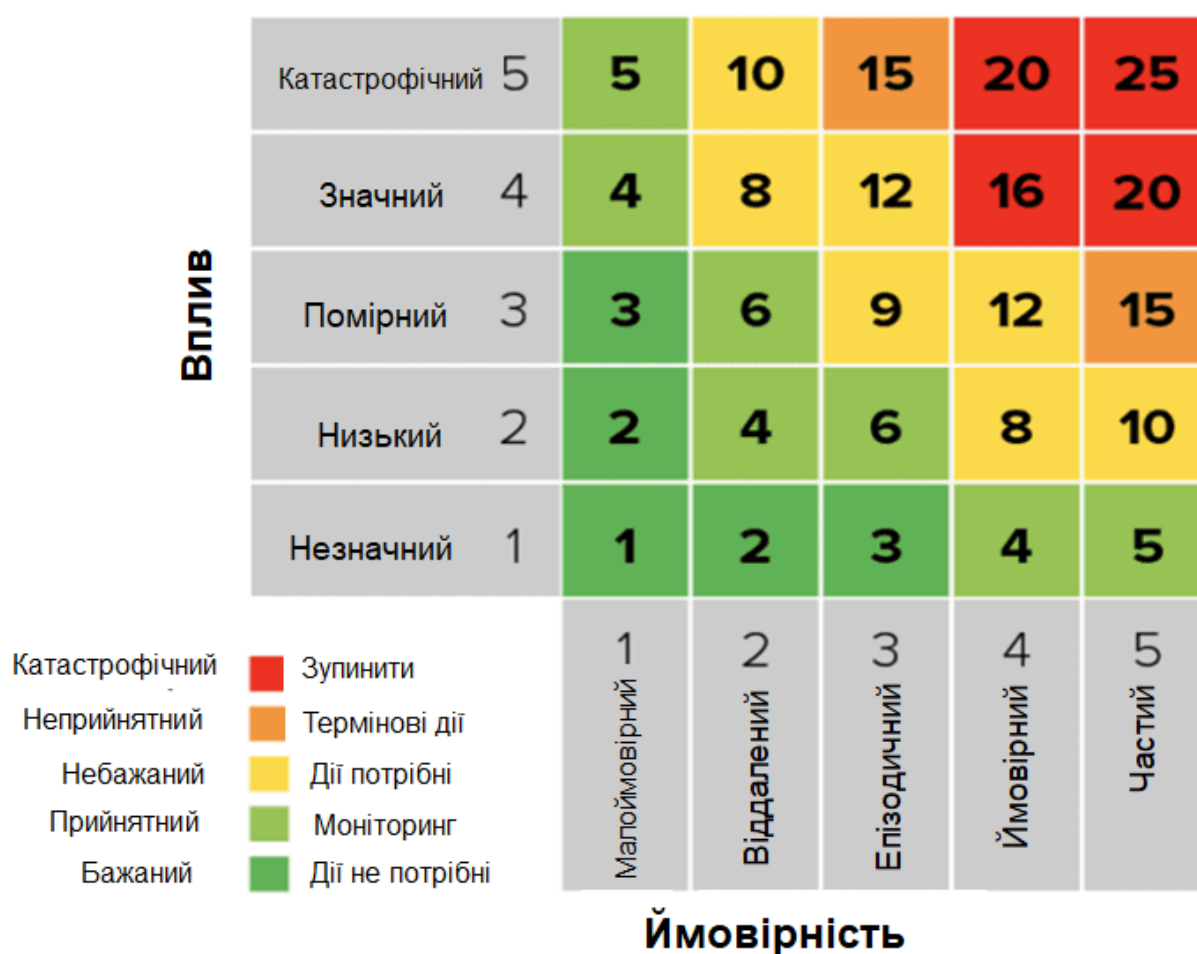 Вплив
Катастрофічний 5 5 10 15 20 25
Значний 4 4 8 12 16 20
Помірний 3 3 6 9 12 15
Низький 2 2 4 6 8 10
Незначний 1 1 2 3 4 5
1 2 3 4 5
Малоймовірний
Віддалений
Епізодичний
Ймовірний
Частий
Катастрофічний Зупинити
Неприйнятний Термінові дії
Небажаний Дії потрібні
Прийнятний Моніторинг
Бажаний Дії не потрібні
Ймовірність